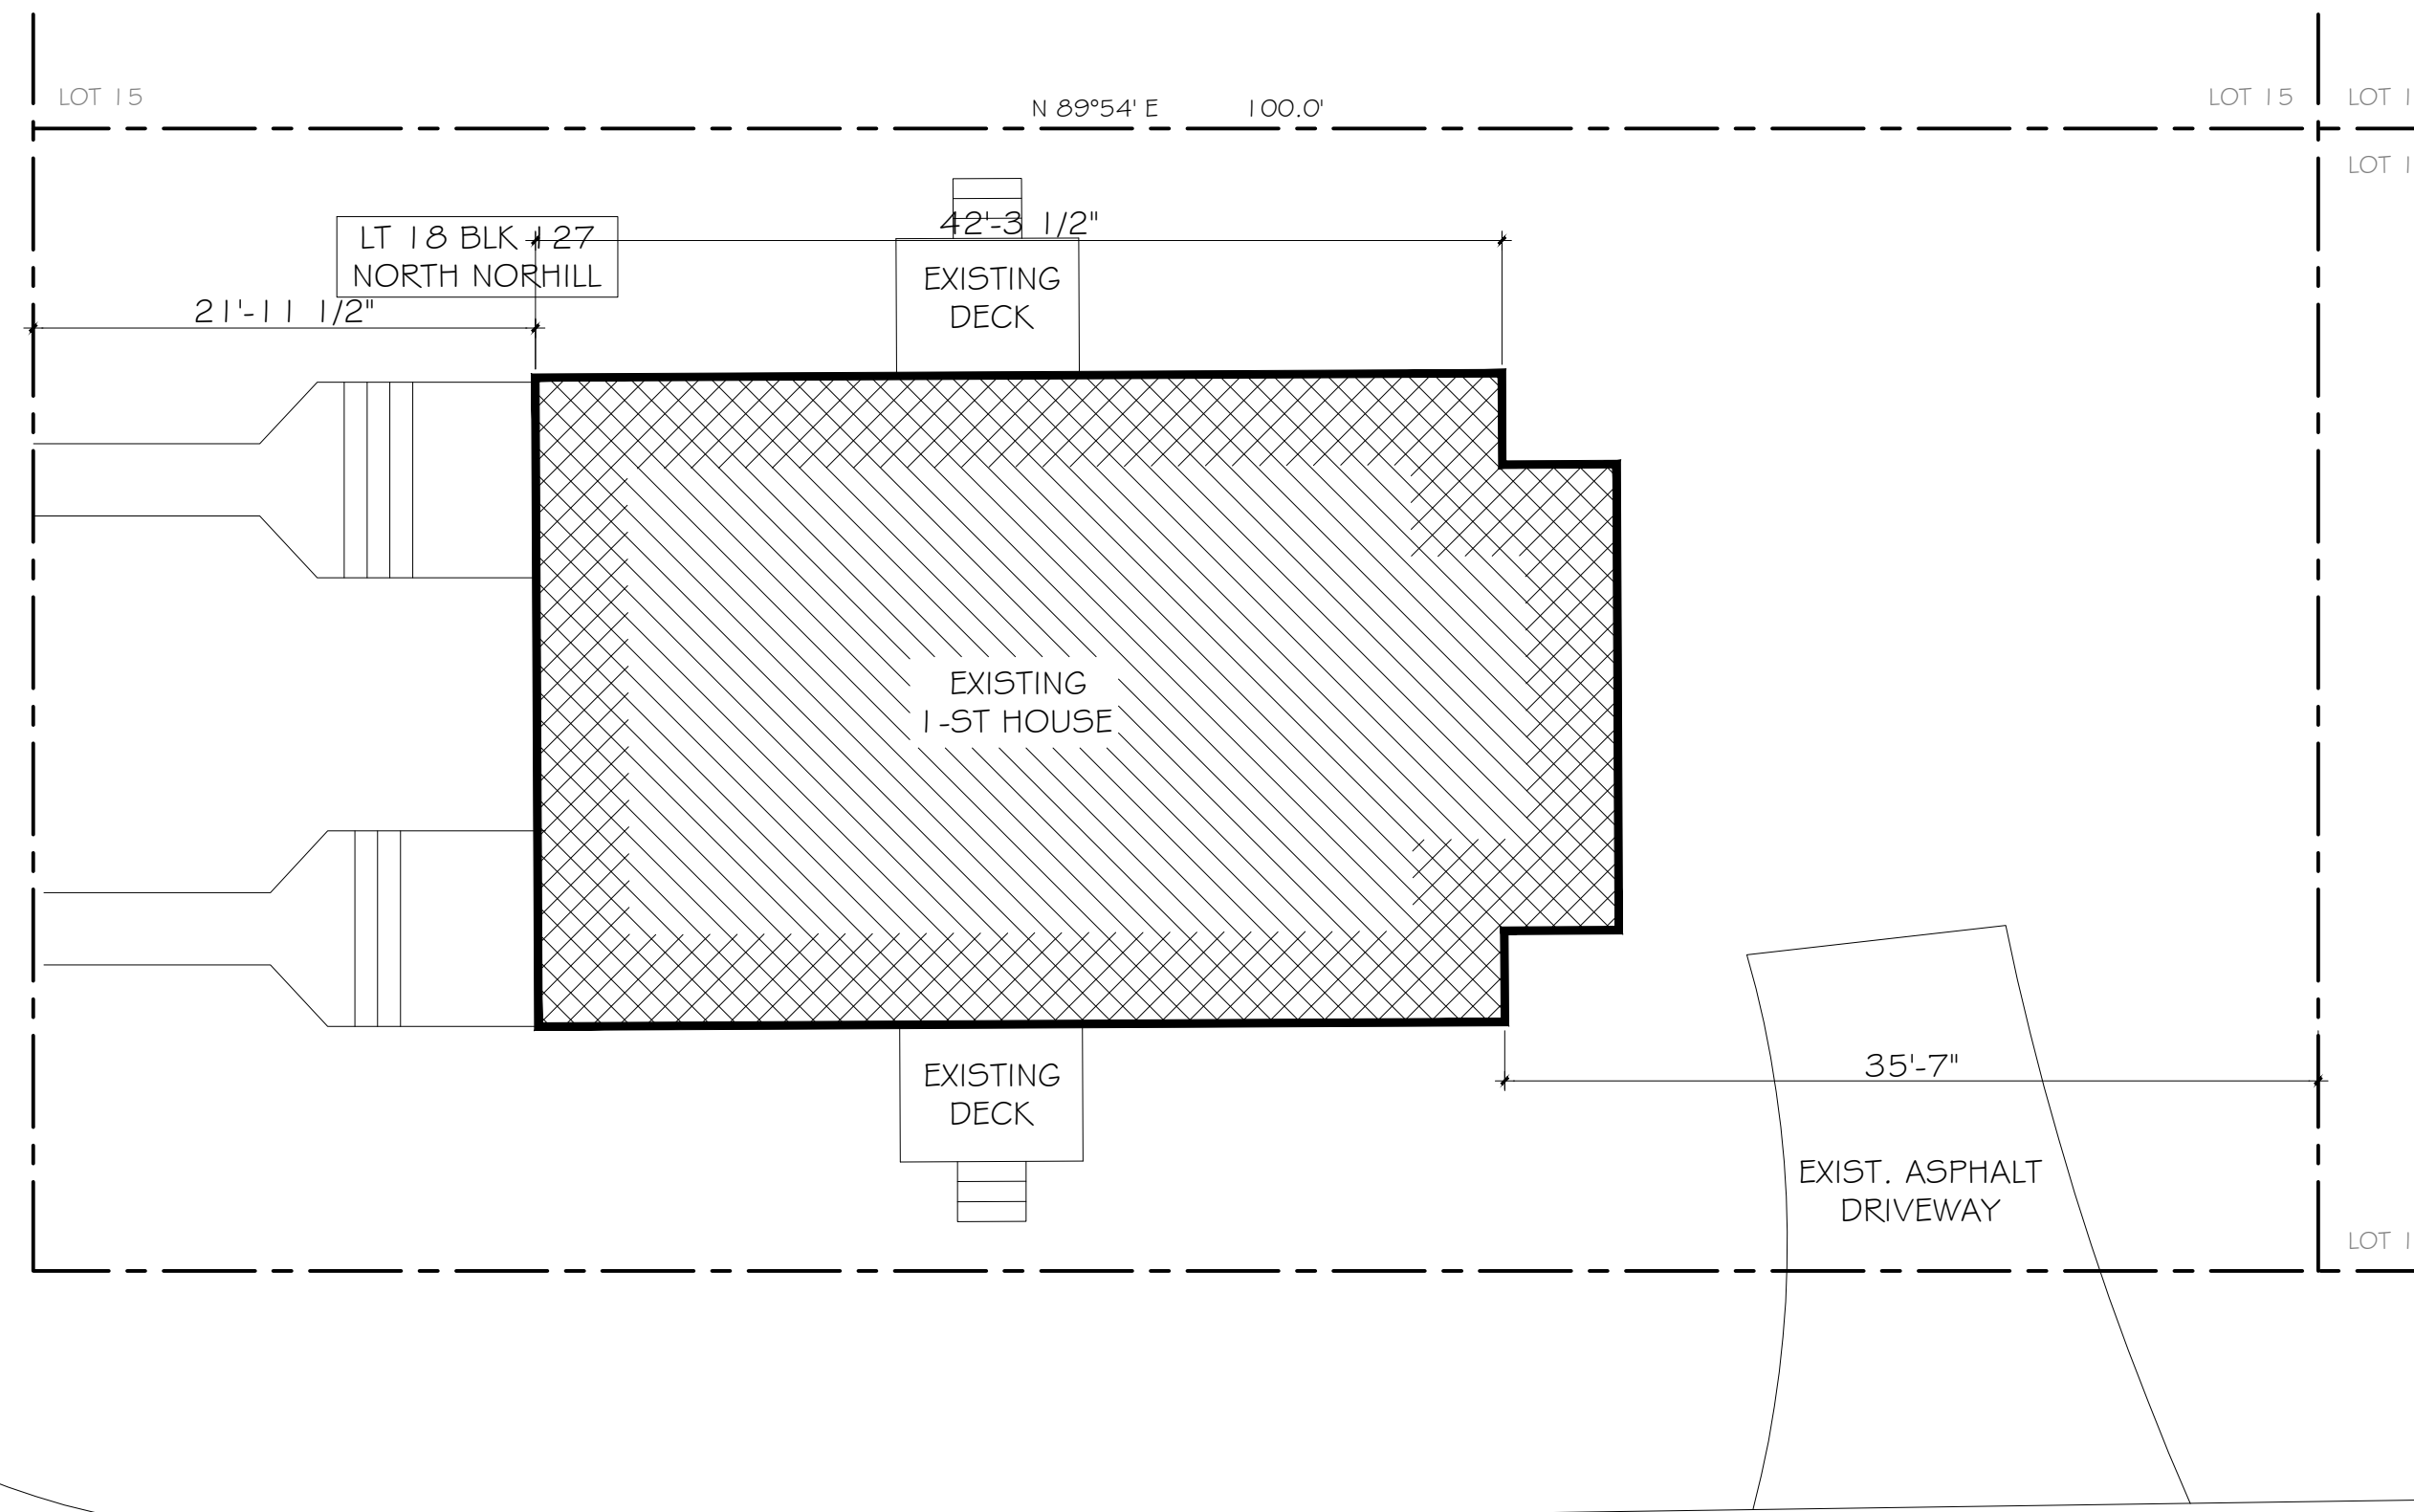 LOT 15
N 89°54' E 100.0'
LOT 15
LOT 1
LOT 1
42'-3 1/2"
LT 18 BLK 127
NORTH NORHILL
21'-11 1/2"
EXISTING
DECK
EXISTING
1-ST HOUSE
35'-7"
EXISTING
DECK
EXIST. ASPHALT
DRIVEWAY
LOT 1